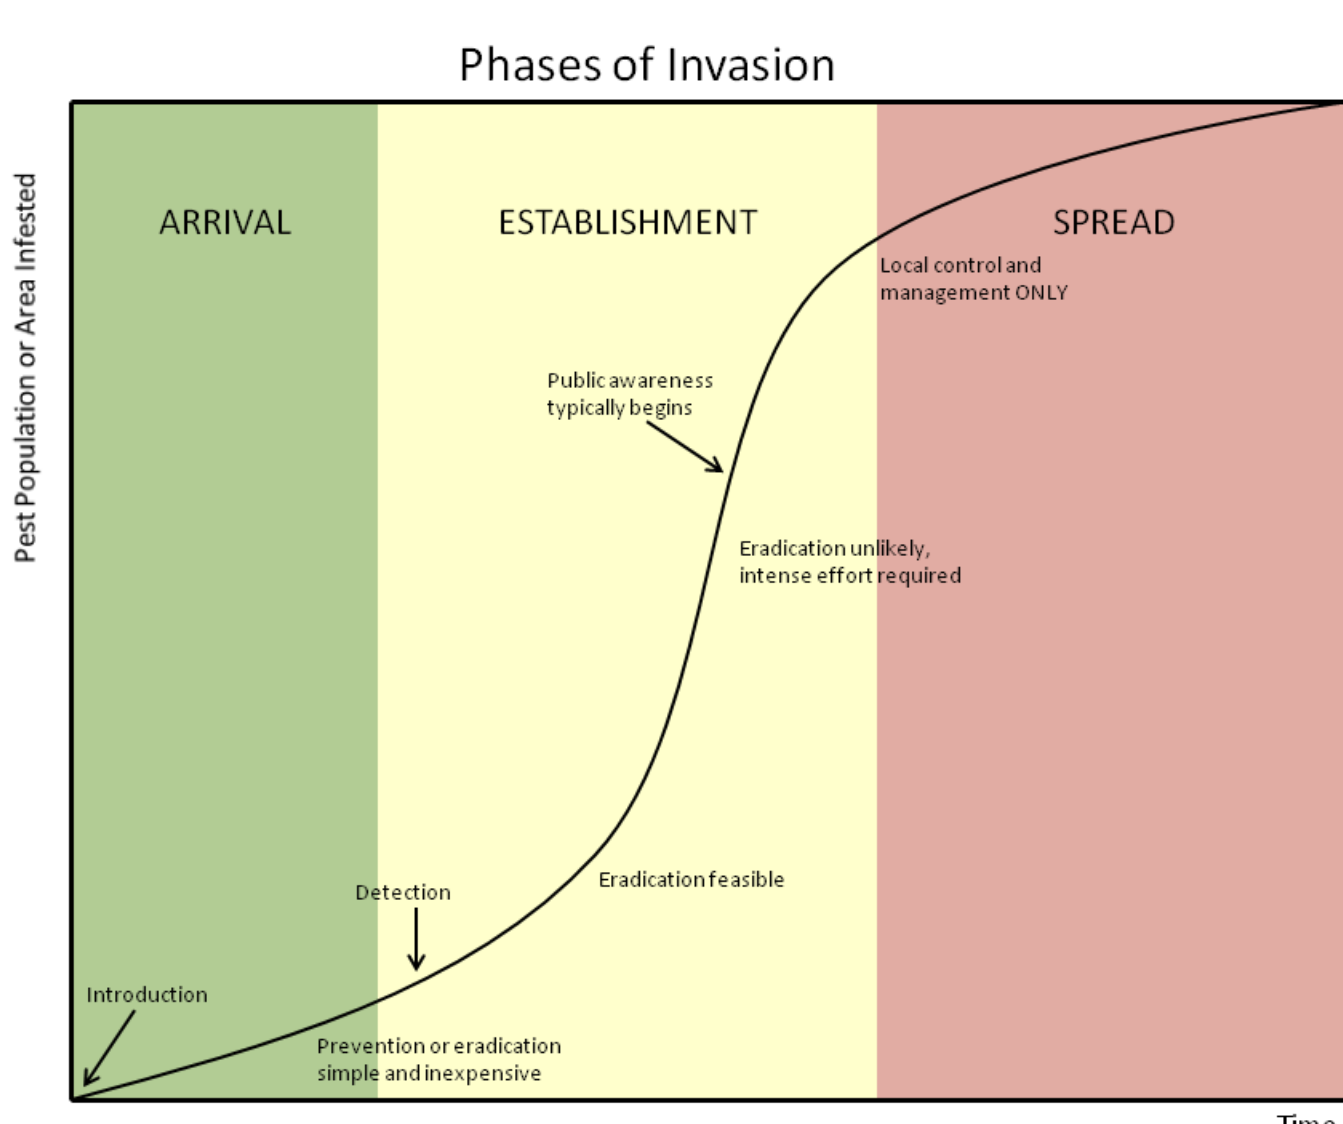 Phases of Invasion
Pest Population or Area Infested
ARRIVAL
ESTABLISHMENT
SPREAD
Local control and
management ONLY
Public awareness
typically begins
Eradication unlikely,
intense effort required
Eradication feasible
Detection
Introduction
Prevention or eradication
simple and inexpensive
Time